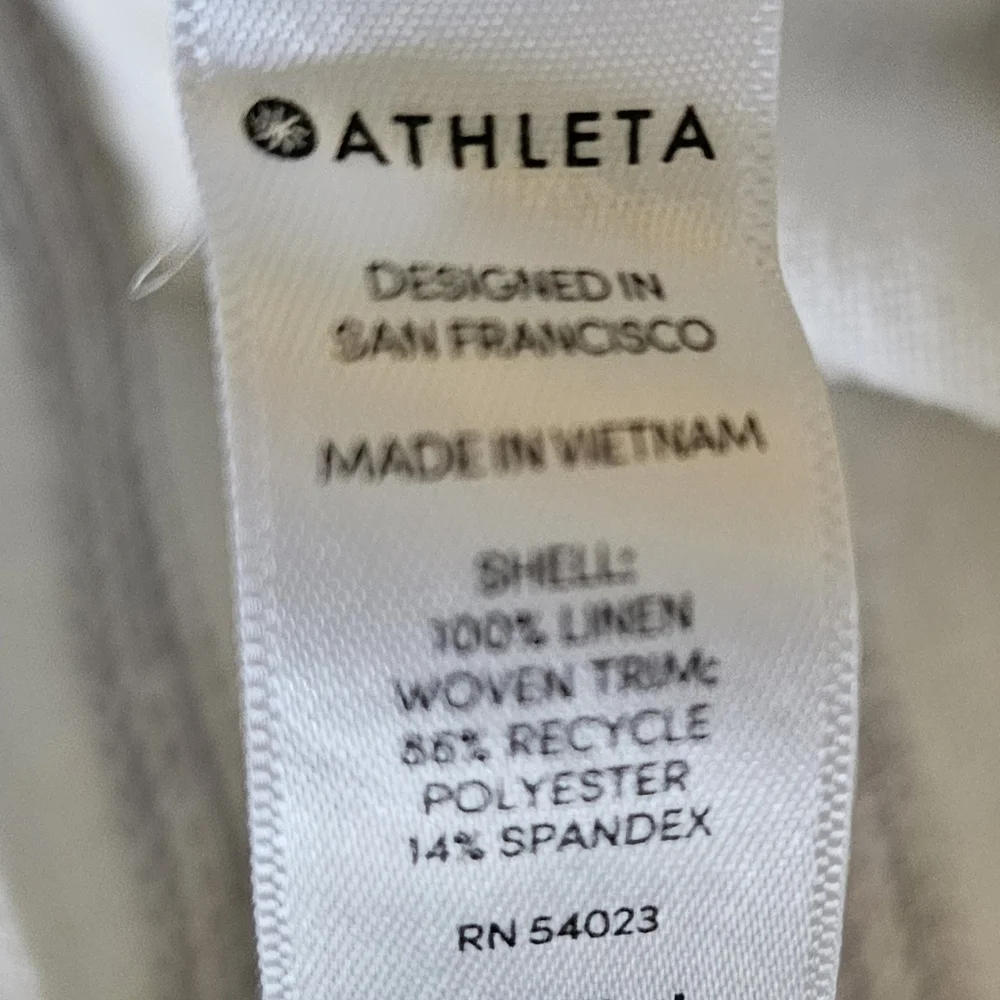 ATHLETA
DESIGNED IN
SAN FRANCISCO
MADE IN VIETNAM
SHELL:
100% LINEN
WOVEN TRIM:
86% RECYCLE
POLYESTER
14% SPANDEX
RN 54023